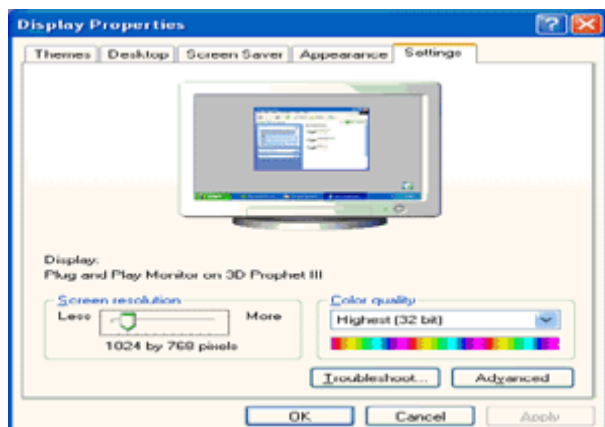 Display Properties
Themes Desktop Screen Saver Appearance Settings
Display:
Plug and Play Monitor on 3D Prophet III
Screen resolution
Less More
1024 by 768 pixels
Color quality
Highest (32 bit)
Troubleshoot... Advanced
OK Cancel Apply